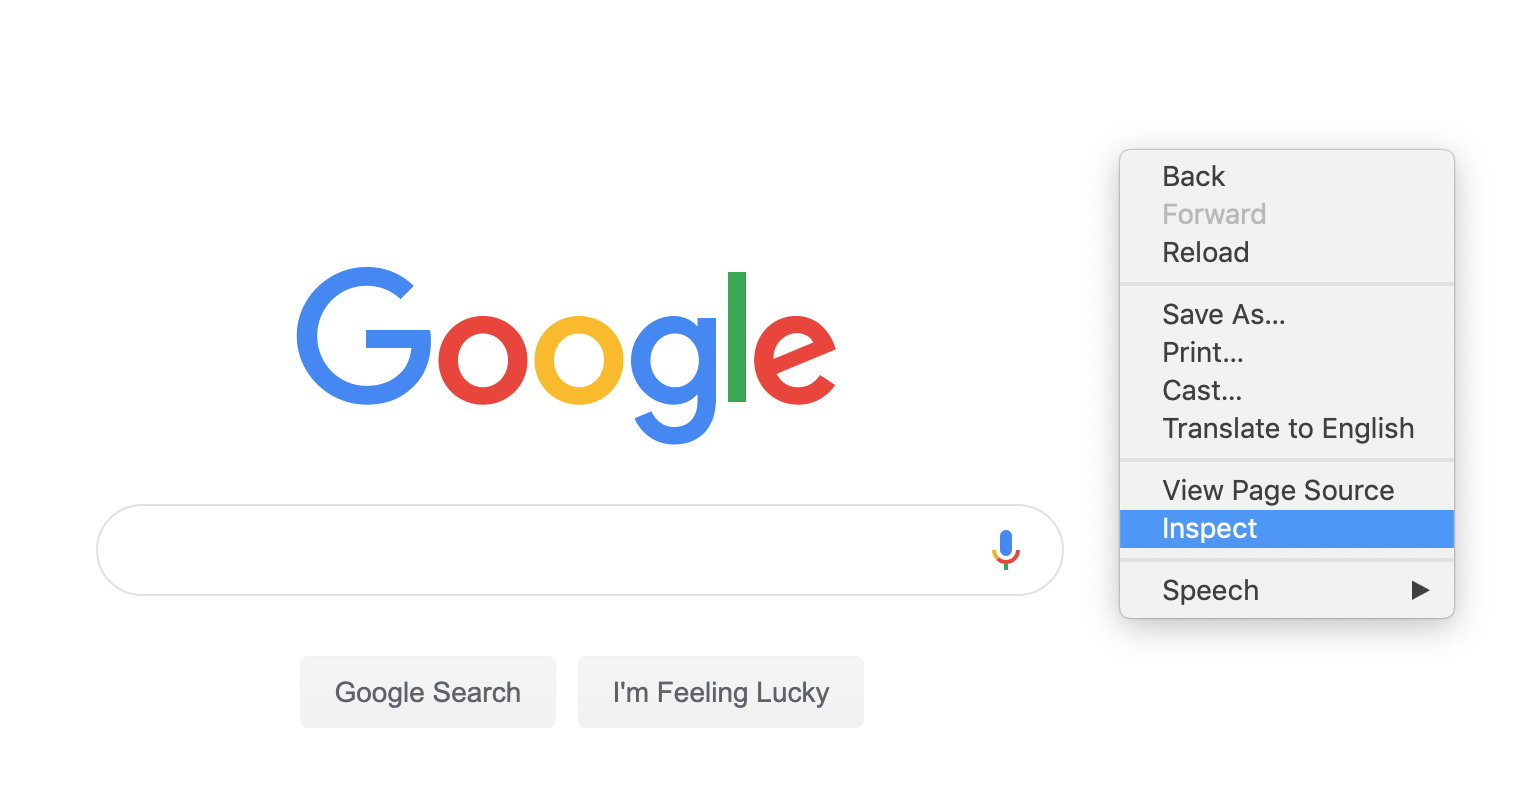 Google
Google Search
I'm Feeling Lucky
Back
Forward
Reload
Save As...
Print...
Cast...
Translate to English
View Page Source
Inspect
Speech